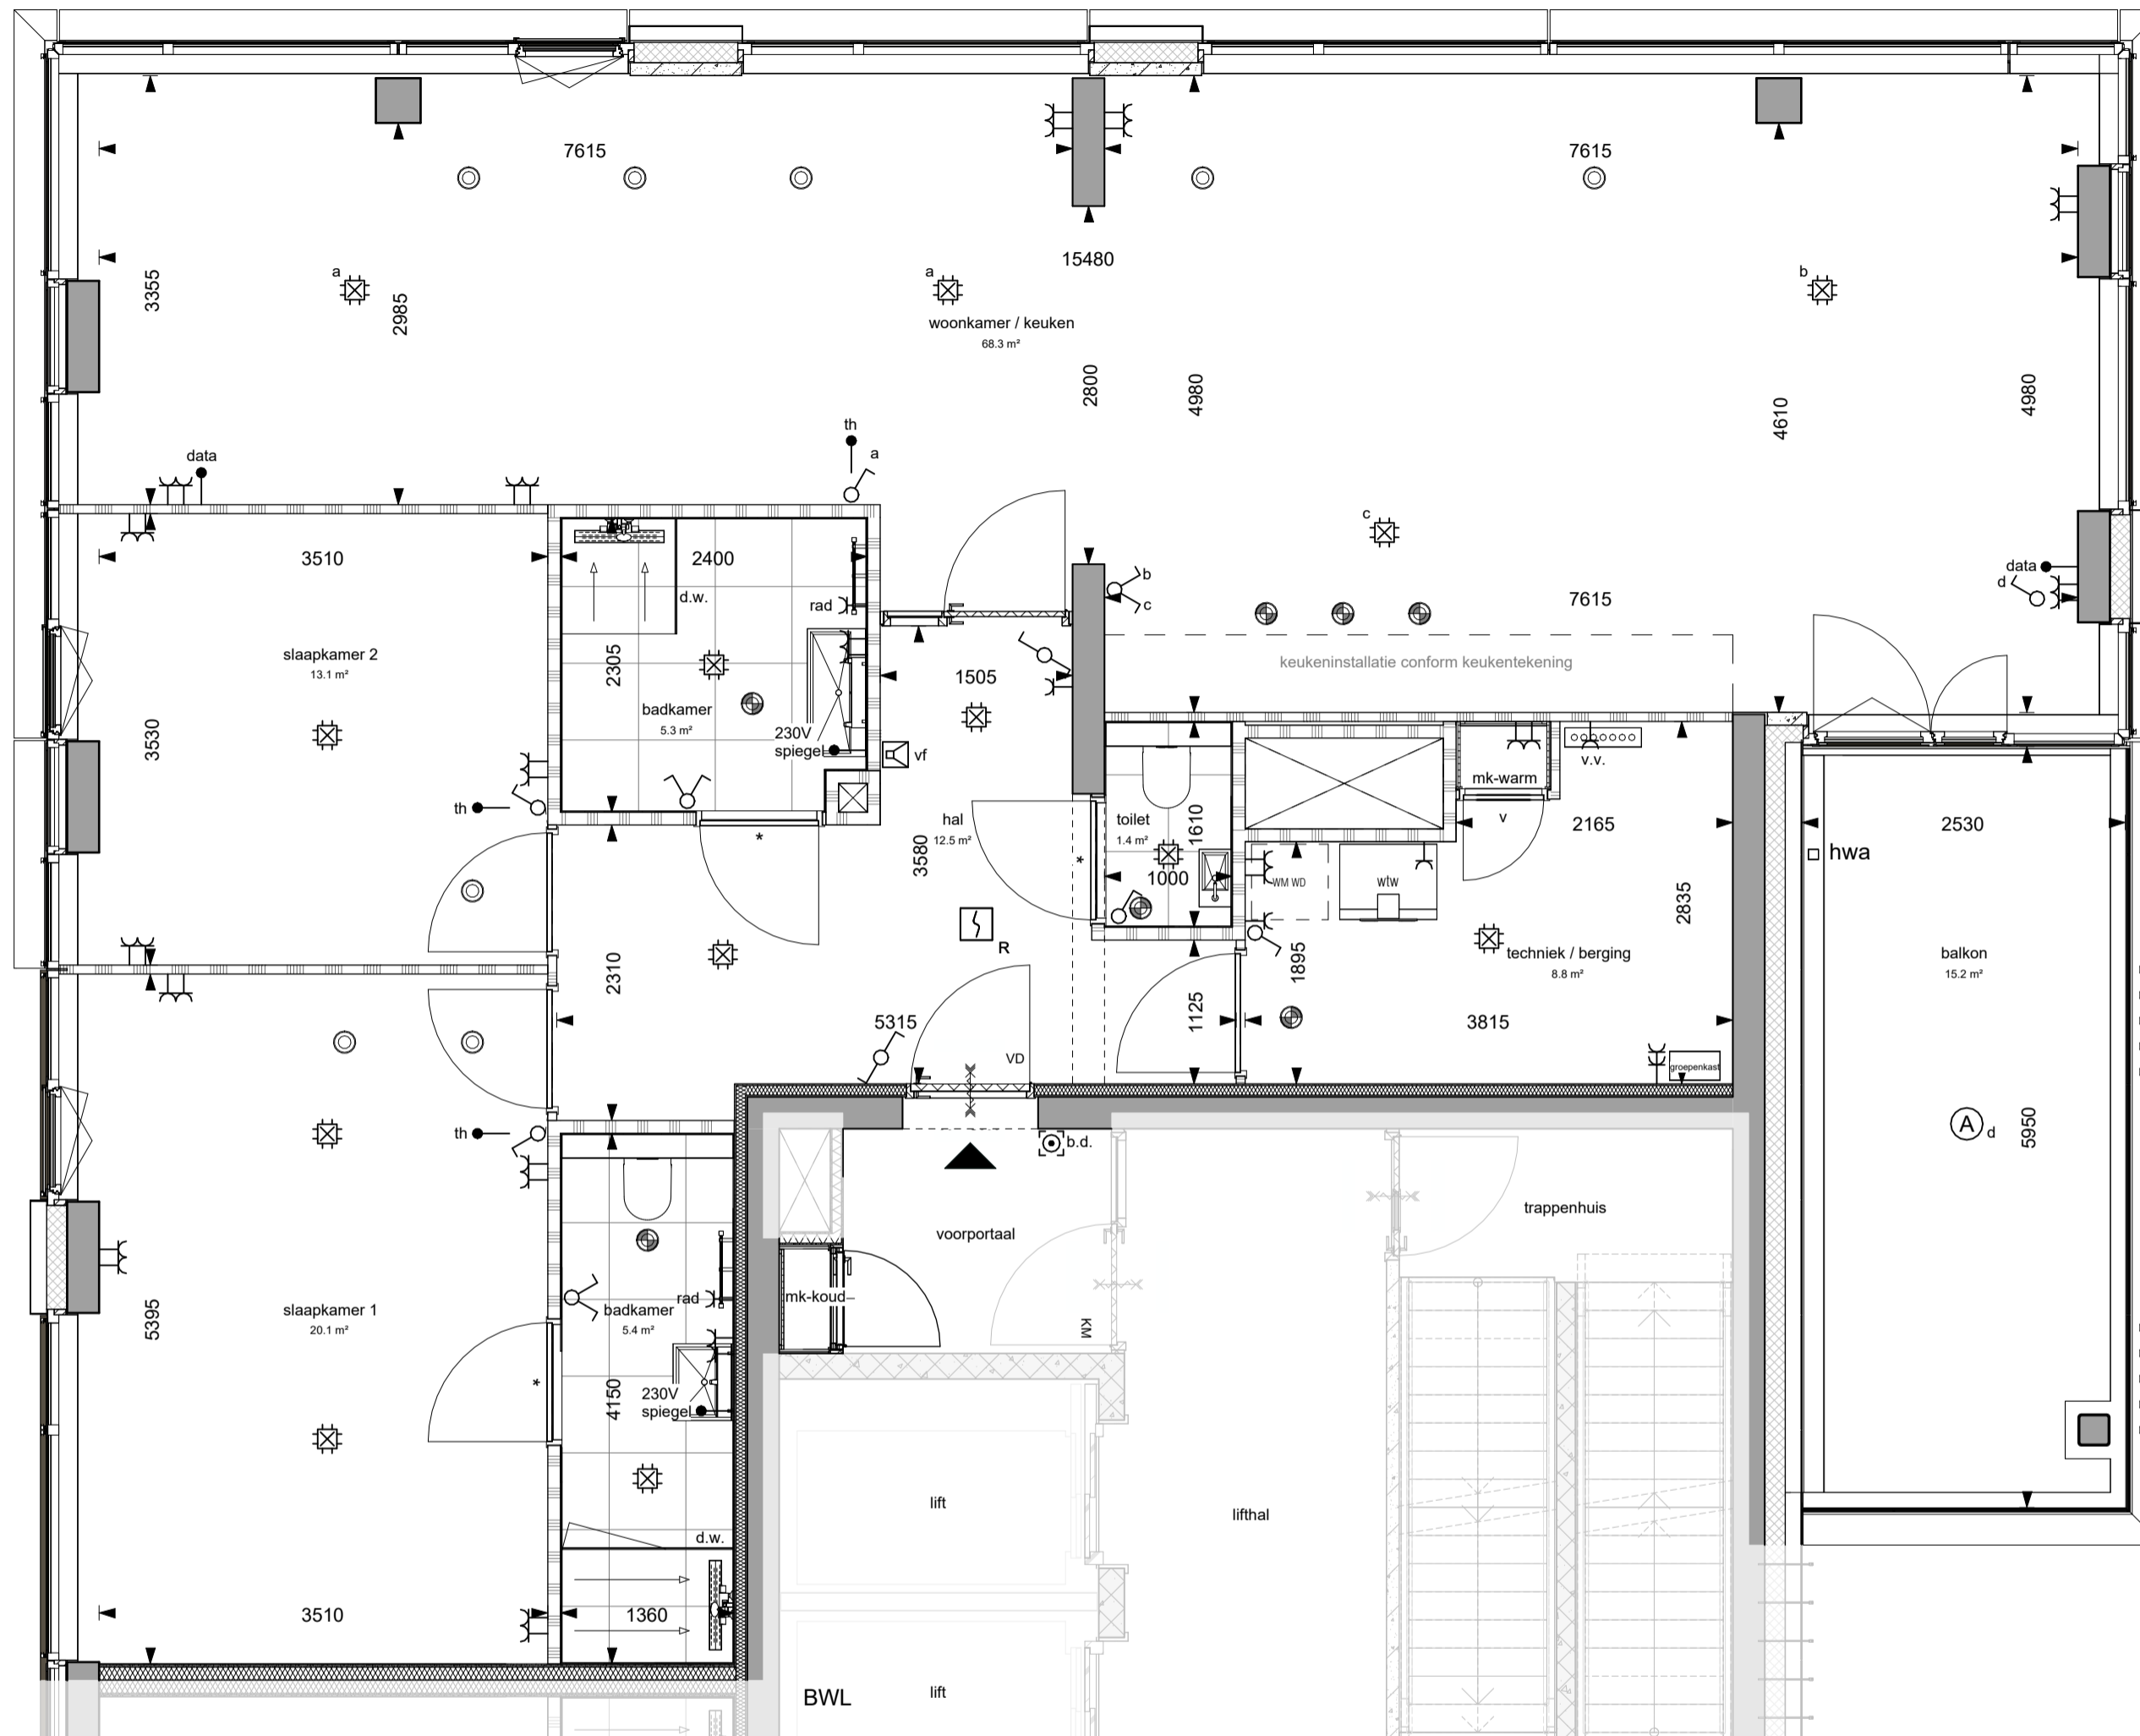 7615
7615
15480
a
a
b
3355
2985
woonkamer / keuken
68.3 m²
2800
4980
4610
4980
th
a
data
c
3510
2400
d.w.
rad
b
c
data
d
7615
keukeninstallatie conform keukentekening
slaapkamer 2
13.1 m²
2305
1505
badkamer
5.3 m²
3530
230V
spiegel
vf
v.v.
mk-warm
th
*
hal
12.5 m²
3580
toilet
1.4 m²
1610
v
2165
2530
hwa
*
1000
WM WD
wtw
2835
R
techniek / berging
8.8 m²
balkon
15.2 m²
2310
1895
5315
1125
3815
VD
groepenkast
th
b.d.
A
d
5950
voorportaal
trappenhuis
mk-koud
KM
slaapkamer 1
20.1 m²
rad
badkamer
5.4 m²
5395
*
4150
230V
spiegel
lift
lifthal
d.w.
3510
1360
BWL
lift